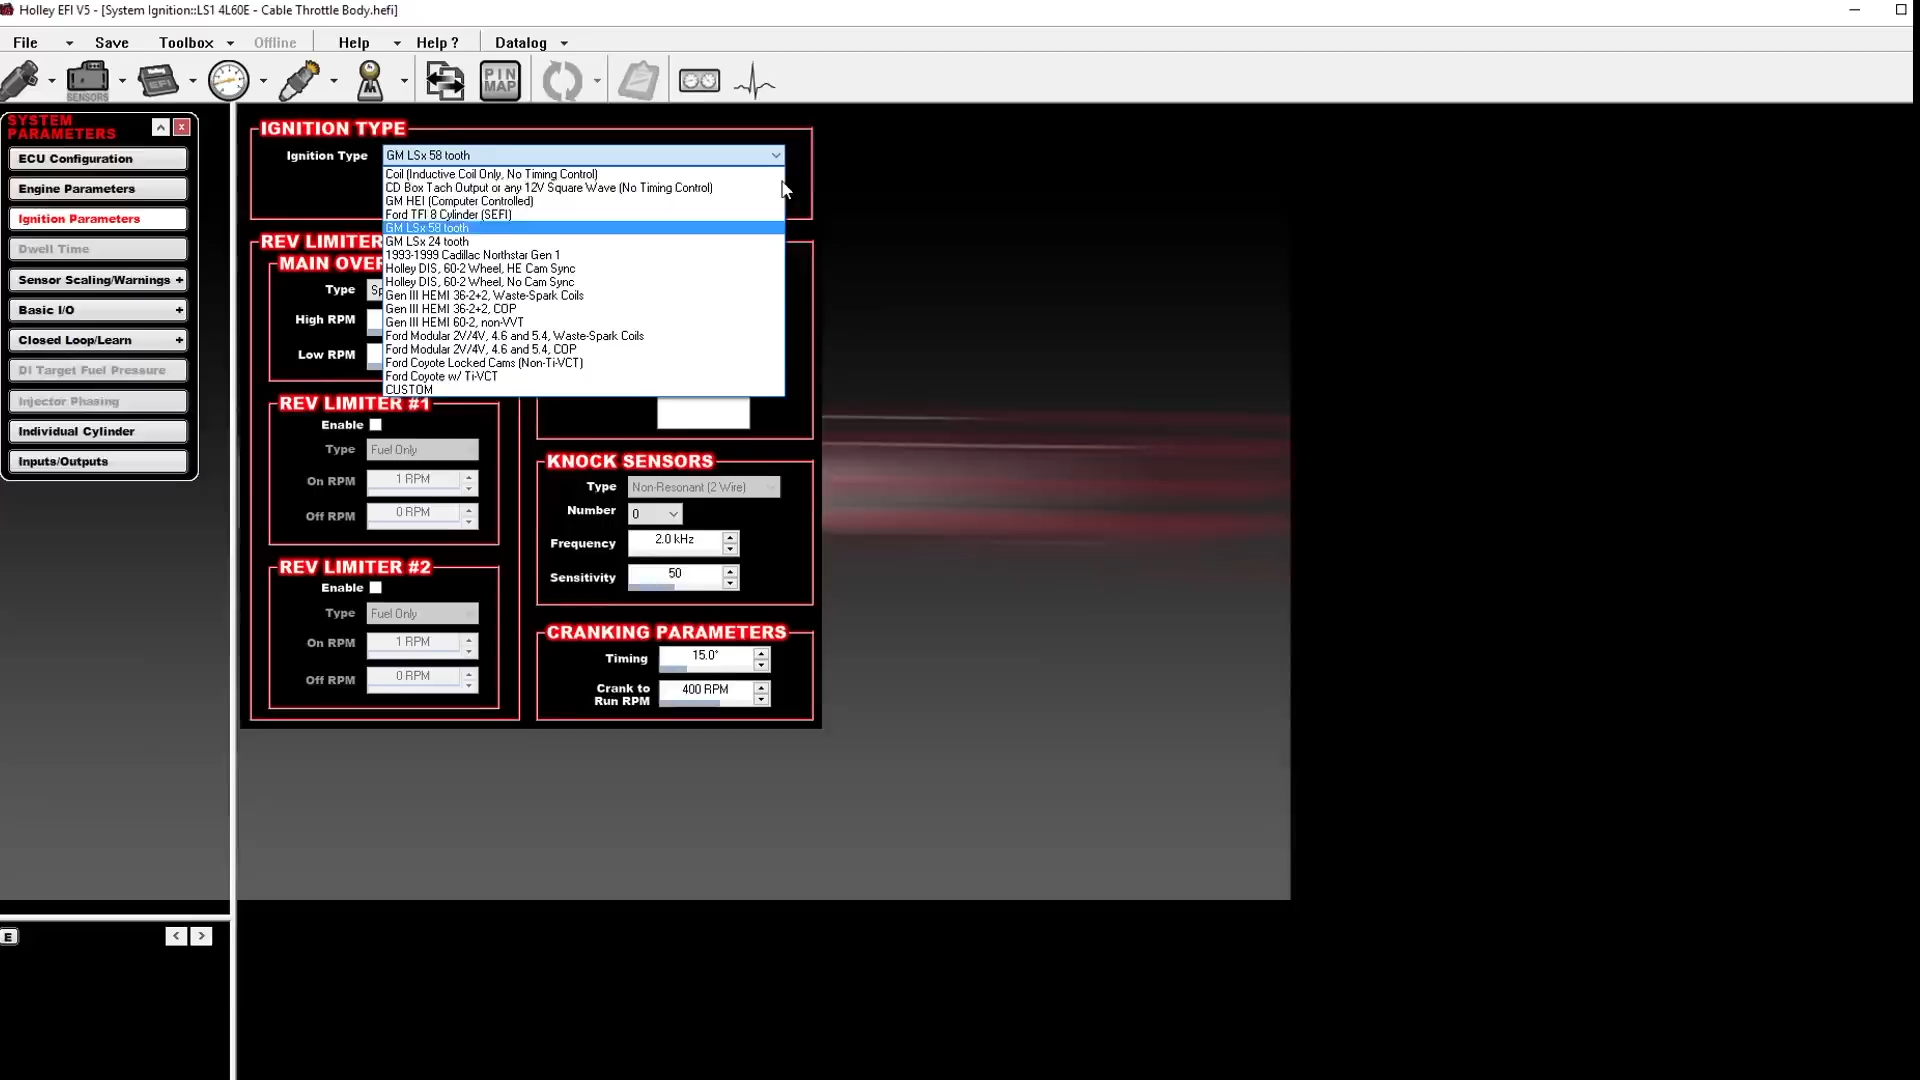 Holley EFI V5 - [System Ignition::LS1 4L60E - Cable Throttle Body.hefi]
File Save Toolbox Offline Help Help ? Datalog
SENSORS
Holley EFI
PIN MAP
SYSTEM
PARAMETERS
ECU Configuration
Engine Parameters
Ignition Parameters
Dwell Time
Sensor Scaling/Warnings +
Basic I/O +
Closed Loop/Learn +
DI Target Fuel Pressure
Injector Phasing
Individual Cylinder
Inputs/Outputs
E
< >
IGNITION TYPE
Ignition Type GM LSx 58 tooth
Coil (Inductive Coil Only, No Timing Control)
CD Box Tach Output or any 12V Square Wave (No Timing Control)
GM HEI (Computer Controlled)
Ford TFI 8 Cylinder (SEFI)
GM LSx 58 tooth
GM LSx 24 tooth
1993-1999 Cadillac Northstar Gen 1
Holley DIS, 60-2 Wheel, HE Cam Sync
Holley DIS, 60-2 Wheel, No Cam Sync
Gen III HEMI 36-2+2, Waste-Spark Coils
Gen III HEMI 36-2+2, COP
Gen III HEMI 60-2, non-VVT
Ford Modular 2V/4V, 4.6 and 5.4, Waste-Spark Coils
Ford Modular 2V/4V, 4.6 and 5.4, COP
Ford Coyote Locked Cams (Non-Ti-VCT)
Ford Coyote w/ Ti-VCT
CUSTOM
REV LIMITER
MAIN OVER
Type Sp
High RPM
Low RPM
REV LIMITER #1
Enable
Type Fuel Only
On RPM 1 RPM
Off RPM 0 RPM
REV LIMITER #2
Enable
Type Fuel Only
On RPM 1 RPM
Off RPM 0 RPM
KNOCK SENSORS
Type Non-Resonant (2 Wire)
Number 0
Frequency 2.0 kHz
Sensitivity 50
CRANKING PARAMETERS
Timing 15.0°
Crank to
Run RPM 400 RPM